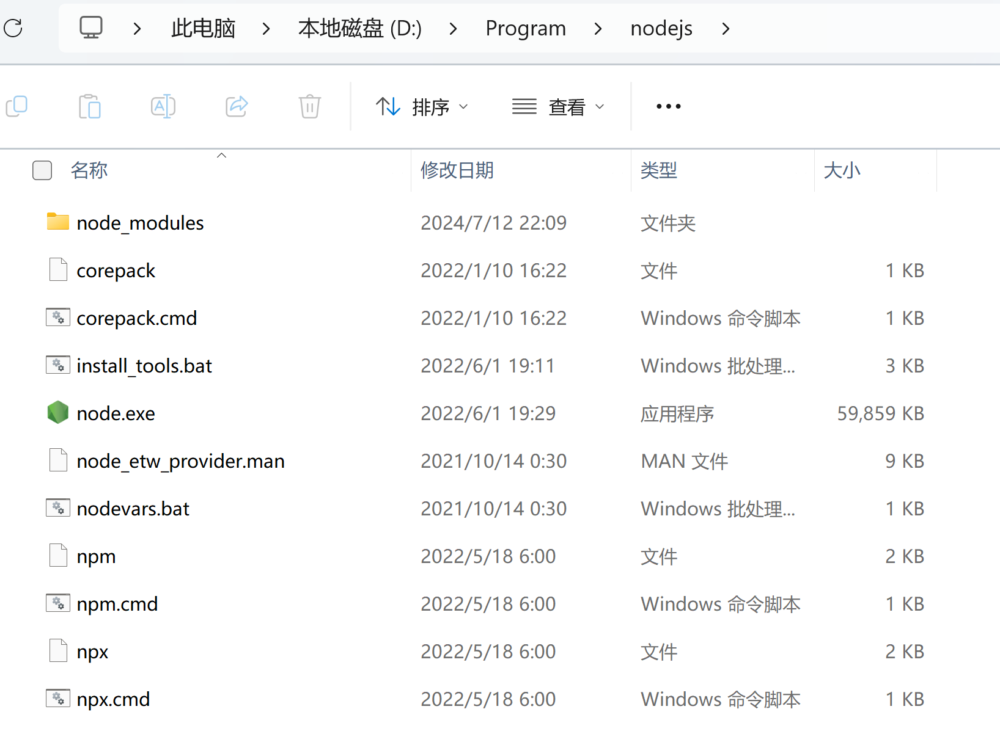 此电脑 本地磁盘 (D:) Program nodejs
排序 查看
名称 修改日期 类型 大小
node_modules 2024/7/12 22:09 文件夹
corepack 2022/1/10 16:22 文件 1 KB
corepack.cmd 2022/1/10 16:22 Windows 命令脚本 1 KB
install_tools.bat 2022/6/1 19:11 Windows 批处理... 3 KB
node.exe 2022/6/1 19:29 应用程序 59,859 KB
node_etw_provider.man 2021/10/14 0:30 MAN 文件 9 KB
nodevars.bat 2021/10/14 0:30 Windows 批处理... 1 KB
npm 2022/5/18 6:00 文件 2 KB
npm.cmd 2022/5/18 6:00 Windows 命令脚本 1 KB
npx 2022/5/18 6:00 文件 2 KB
npx.cmd 2022/5/18 6:00 Windows 命令脚本 1 KB